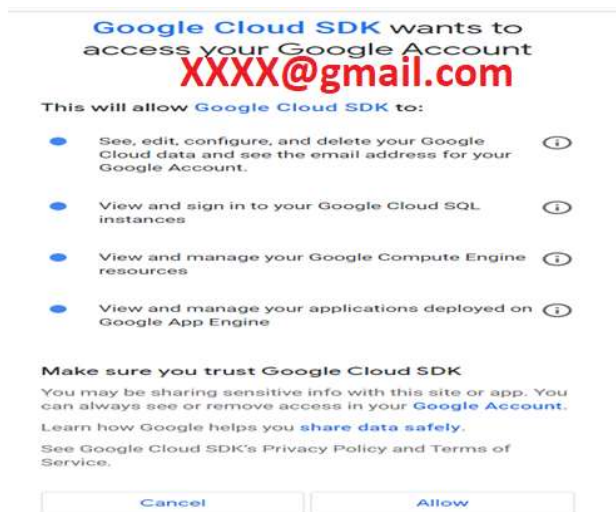 Google Cloud SDK wants to
access your Google Account
XXXX@gmail.com
This will allow Google Cloud SDK to:
See, edit, configure, and delete your Google
Cloud data and see the email address for your
Google Account.
View and sign in to your Google Cloud SQL
instances
View and manage your Google Compute Engine
resources
View and manage your applications deployed on
Google App Engine
Make sure you trust Google Cloud SDK
You may be sharing sensitive info with this site or app. You
can always see or remove access in your Google Account.
Learn how Google helps you share data safely.
See Google Cloud SDK's Privacy Policy and Terms of
Service.
Cancel
Allow